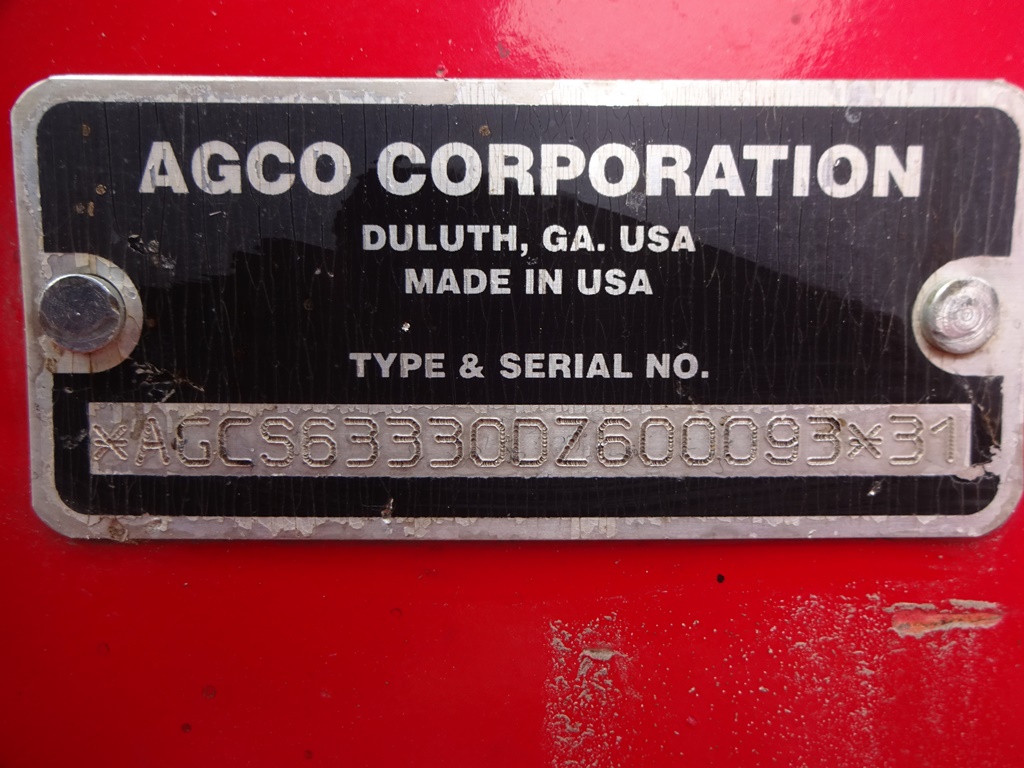 AGCO CORPORATION
DULUTH, GA. USA
MADE IN USA
TYPE & SERIAL NO.
*AGCS63330DZ600093*31